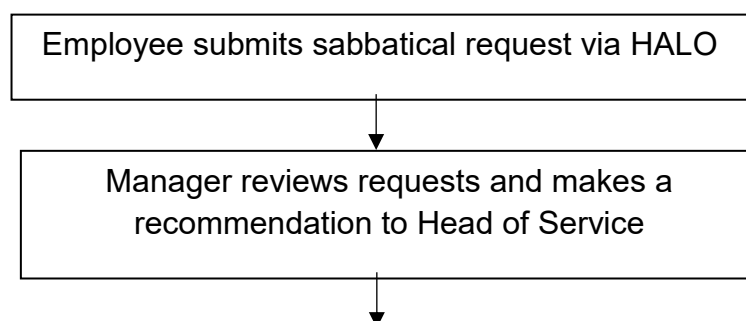 Employee submits sabbatical request via HALO
Manager reviews requests and makes a
recommendation to Head of Service